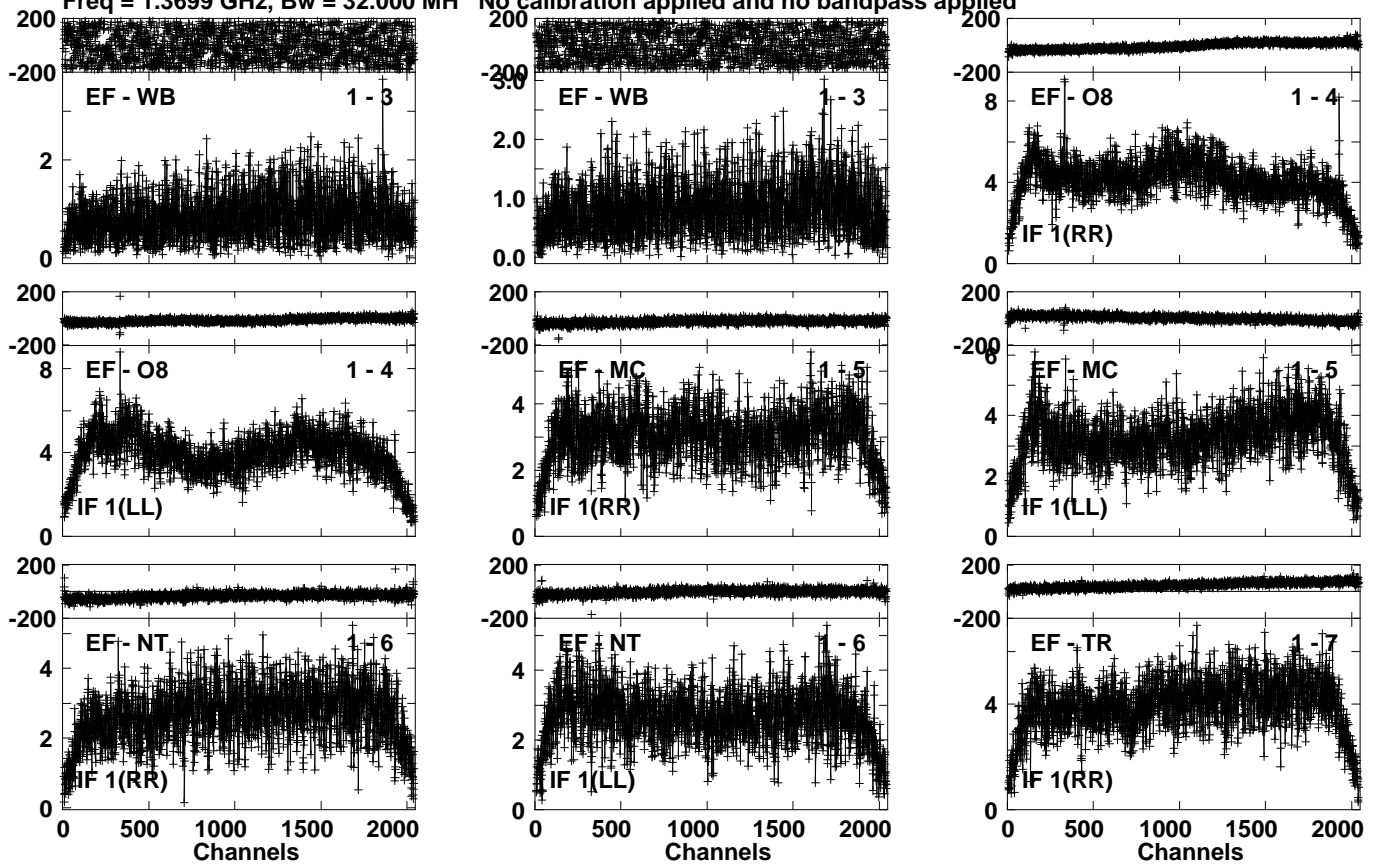 Freq = 1.3699 GHz, Bw = 32.000 MH No calibration applied and no bandpass applied
200 200 200
-200 -200 -200
EF - WB 1 - 3 EF - WB 1 - 3 EF - O8 1 - 4
2 3.0 8
0 2.0 4
1.0 0
0.0
IF 1(RR)
200 200 200
-200 -200 -200
EF - O8 1 - 4 EF - MC 1 - 5 EF - MC 1 - 5
8 4 6
4 2 4
0 0 2
0
IF 1(LL) IF 1(RR) IF 1(LL)
200 200 200
-200 -200 -200
EF - NT 1 - 6 EF - NT 1 - 6 EF - TR 1 - 7
4 4 4
2 2 0
0 0
IF 1(RR) IF 1(LL) IF 1(RR)
0 500 1000 1500 2000 0 500 1000 1500 2000 0 500 1000 1500 2000
Channels Channels Channels